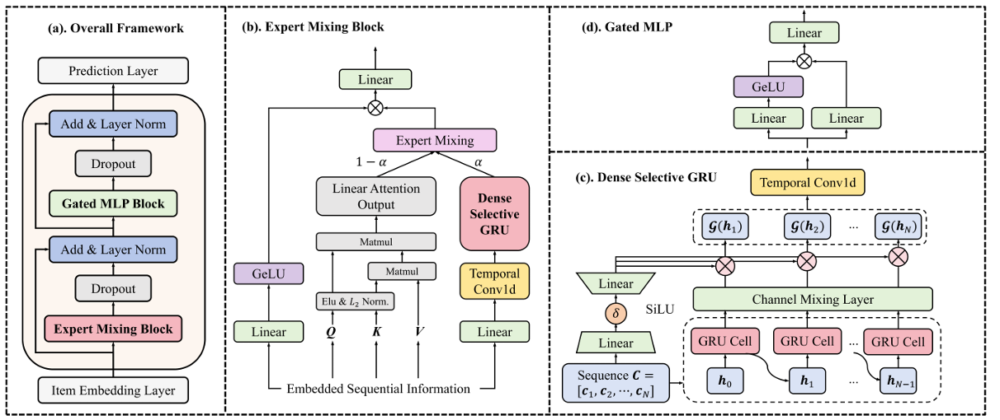 (a). Overall Framework
Prediction Layer
Add & Layer Norm
Dropout
Gated MLP Block
Add & Layer Norm
Dropout
Expert Mixing Block
Item Embedding Layer
(b). Expert Mixing Block
Linear
Expert Mixing
1 − α
α
Linear Attention
Output
Dense
Selective
GRU
Matmul
Matmul
GeLU
Temporal
Conv1d
Elu & L₂ Norm.
Linear
Q
K
V
Linear
Embedded Sequential Information
(d). Gated MLP
Linear
GeLU
Linear
Linear
(c). Dense Selective GRU
Temporal Conv1d
𝓖(h₁)
𝓖(h₂)
...
𝓖(h_N)
Linear
Channel Mixing Layer
δ
SiLU
Linear
GRU Cell
GRU Cell
...
GRU Cell
Sequence C =
[c₁, c₂, ⋯, c_N]
h₀
h₁
...
h_{N−1}